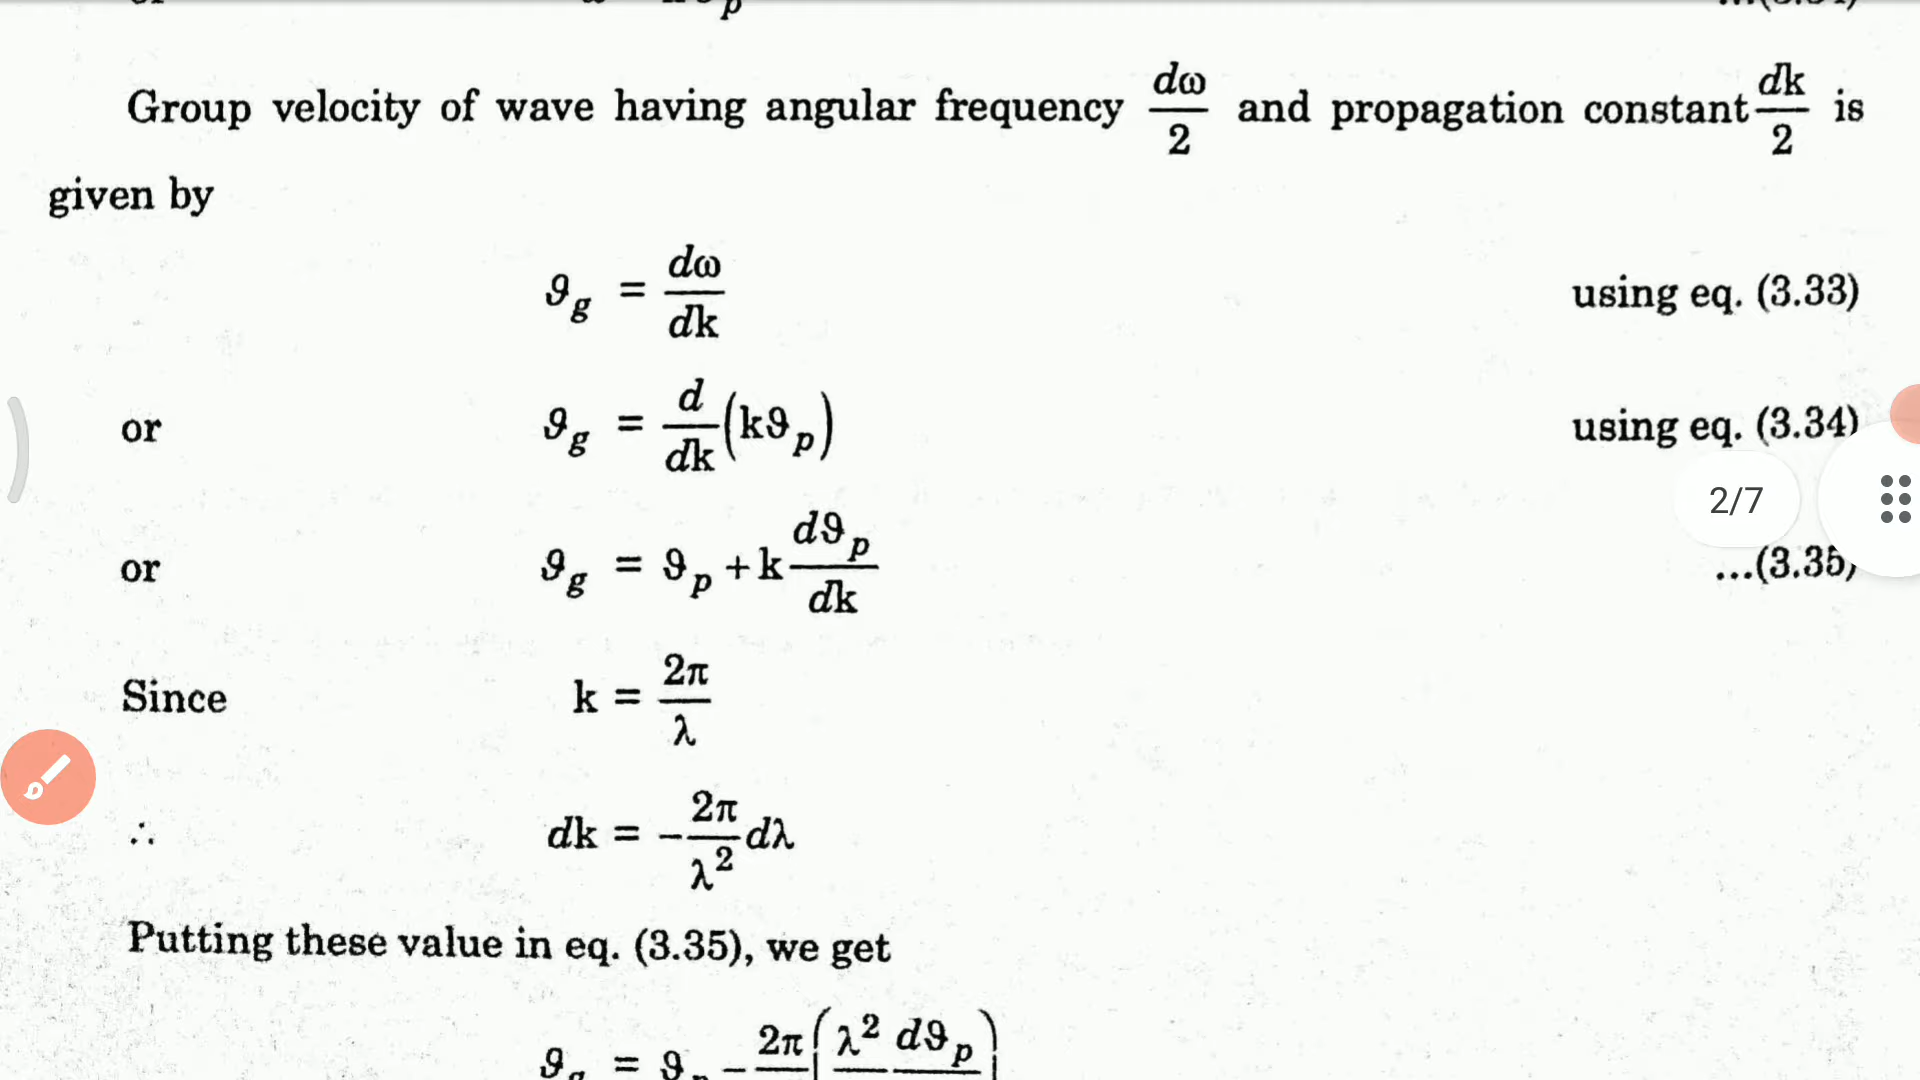 Group velocity of wave having angular frequency dω/2 and propagation constant dk/2 is
given by
ϑg = dω/dk using eq. (3.33)
or ϑg = d/dk (kϑp) using eq. (3.34)
2/7
or ϑg = ϑp + k dϑp/dk ...(3.35)
Since k = 2π/λ
∴ dk = -2π/λ² dλ
Putting these value in eq. (3.35), we get